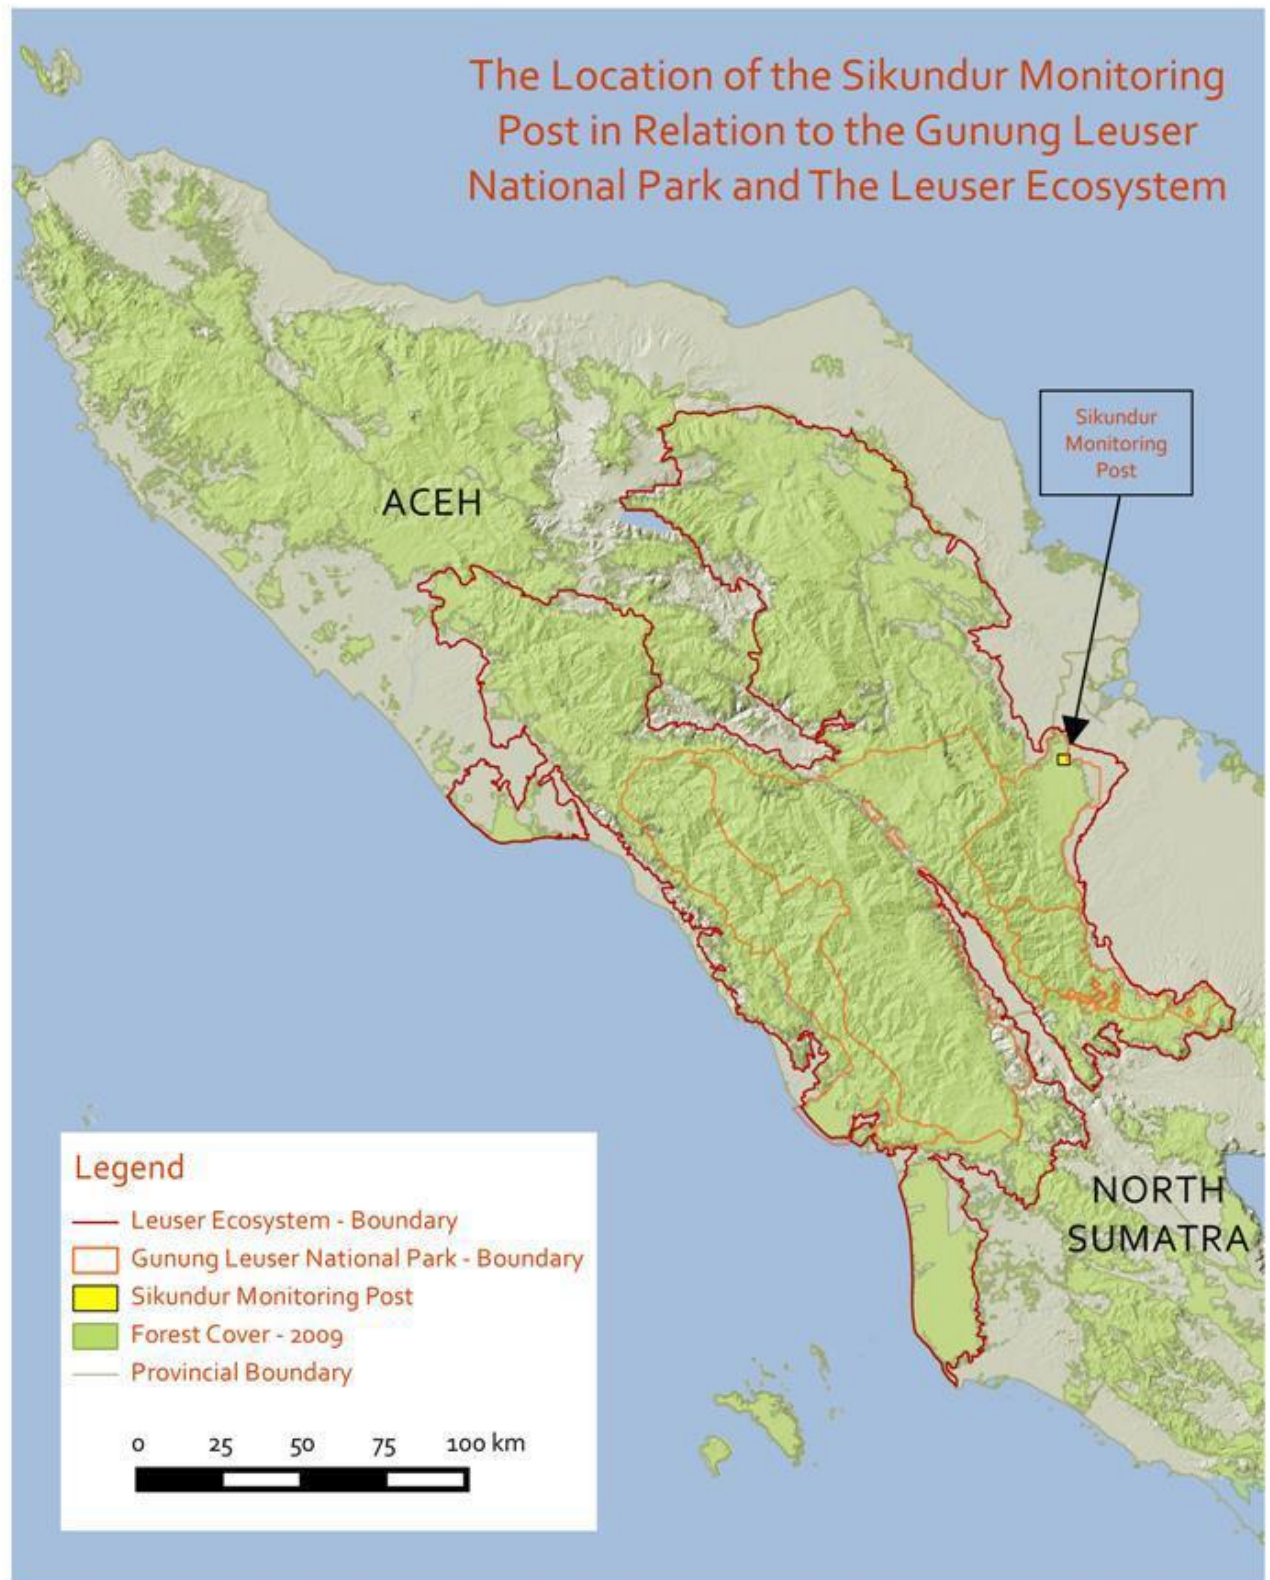 The Location of the Sikundur Monitoring
Post in Relation to the Gunung Leuser
National Park and The Leuser Ecosystem
Sikundur
Monitoring
Post
ACEH
NORTH
SUMATRA
Legend
Leuser Ecosystem - Boundary
Gunung Leuser National Park - Boundary
Sikundur Monitoring Post
Forest Cover - 2009
Provincial Boundary
0 25 50 75 100 km